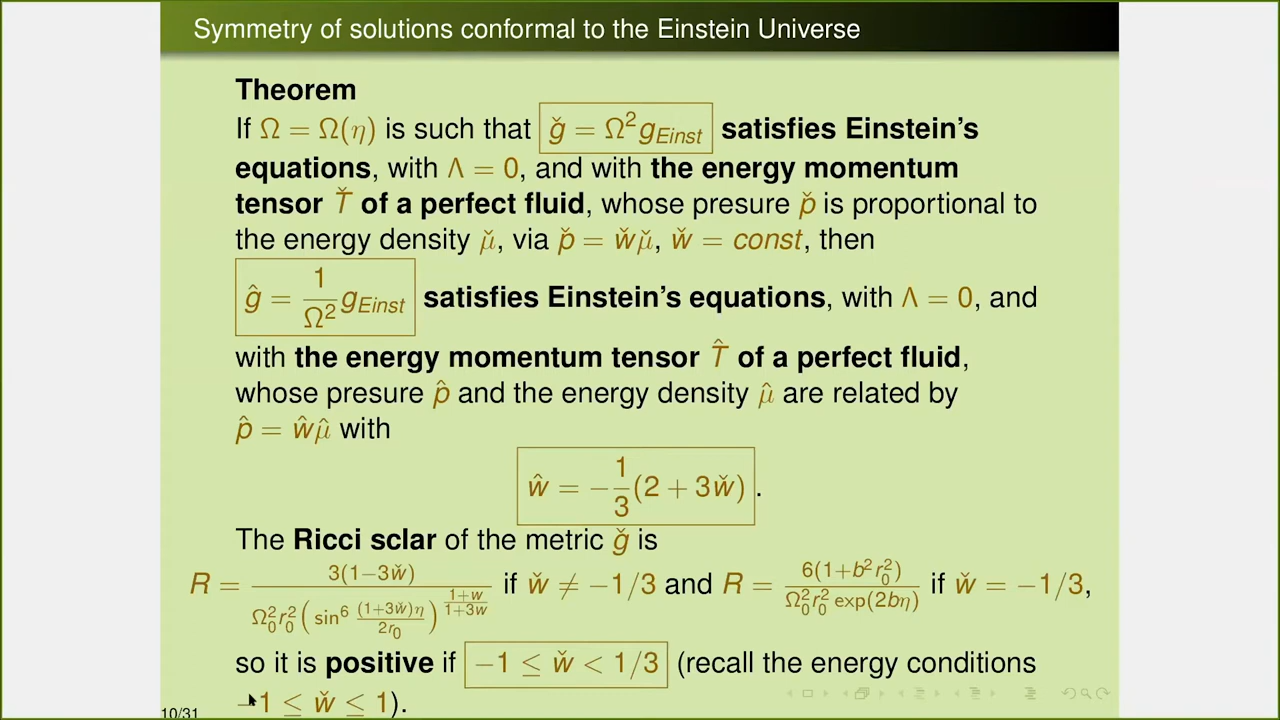 Symmetry of solutions conformal to the Einstein Universe
Theorem
If Ω = Ω(η) is such that ǧ = Ω² g_Einst satisfies Einstein's
equations, with Λ = 0, and with the energy momentum
tensor Ť of a perfect fluid, whose presure p̌ is proportional to
the energy density μ̌, via p̌ = w̌μ̌, w̌ = const, then
ĝ = 1/Ω² g_Einst satisfies Einstein's equations, with Λ = 0, and
with the energy momentum tensor T̂ of a perfect fluid,
whose presure p̂ and the energy density μ̂ are related by
p̂ = ŵμ̂ with
ŵ = −1/3 (2 + 3w̌) .
The Ricci sclar of the metric ǧ is
R = 3(1−3w̌) / (Ω₀² r₀² (sin⁶ (1+3w̌)η / 2r₀)^((1+w)/(1+3w))) if w̌ ≠ −1/3 and R = 6(1+b²r₀²) / (Ω₀² r₀² exp(2bη)) if w̌ = −1/3,
so it is positive if −1 ≤ w̌ < 1/3 (recall the energy conditions
−1 ≤ w̌ ≤ 1).
10/31